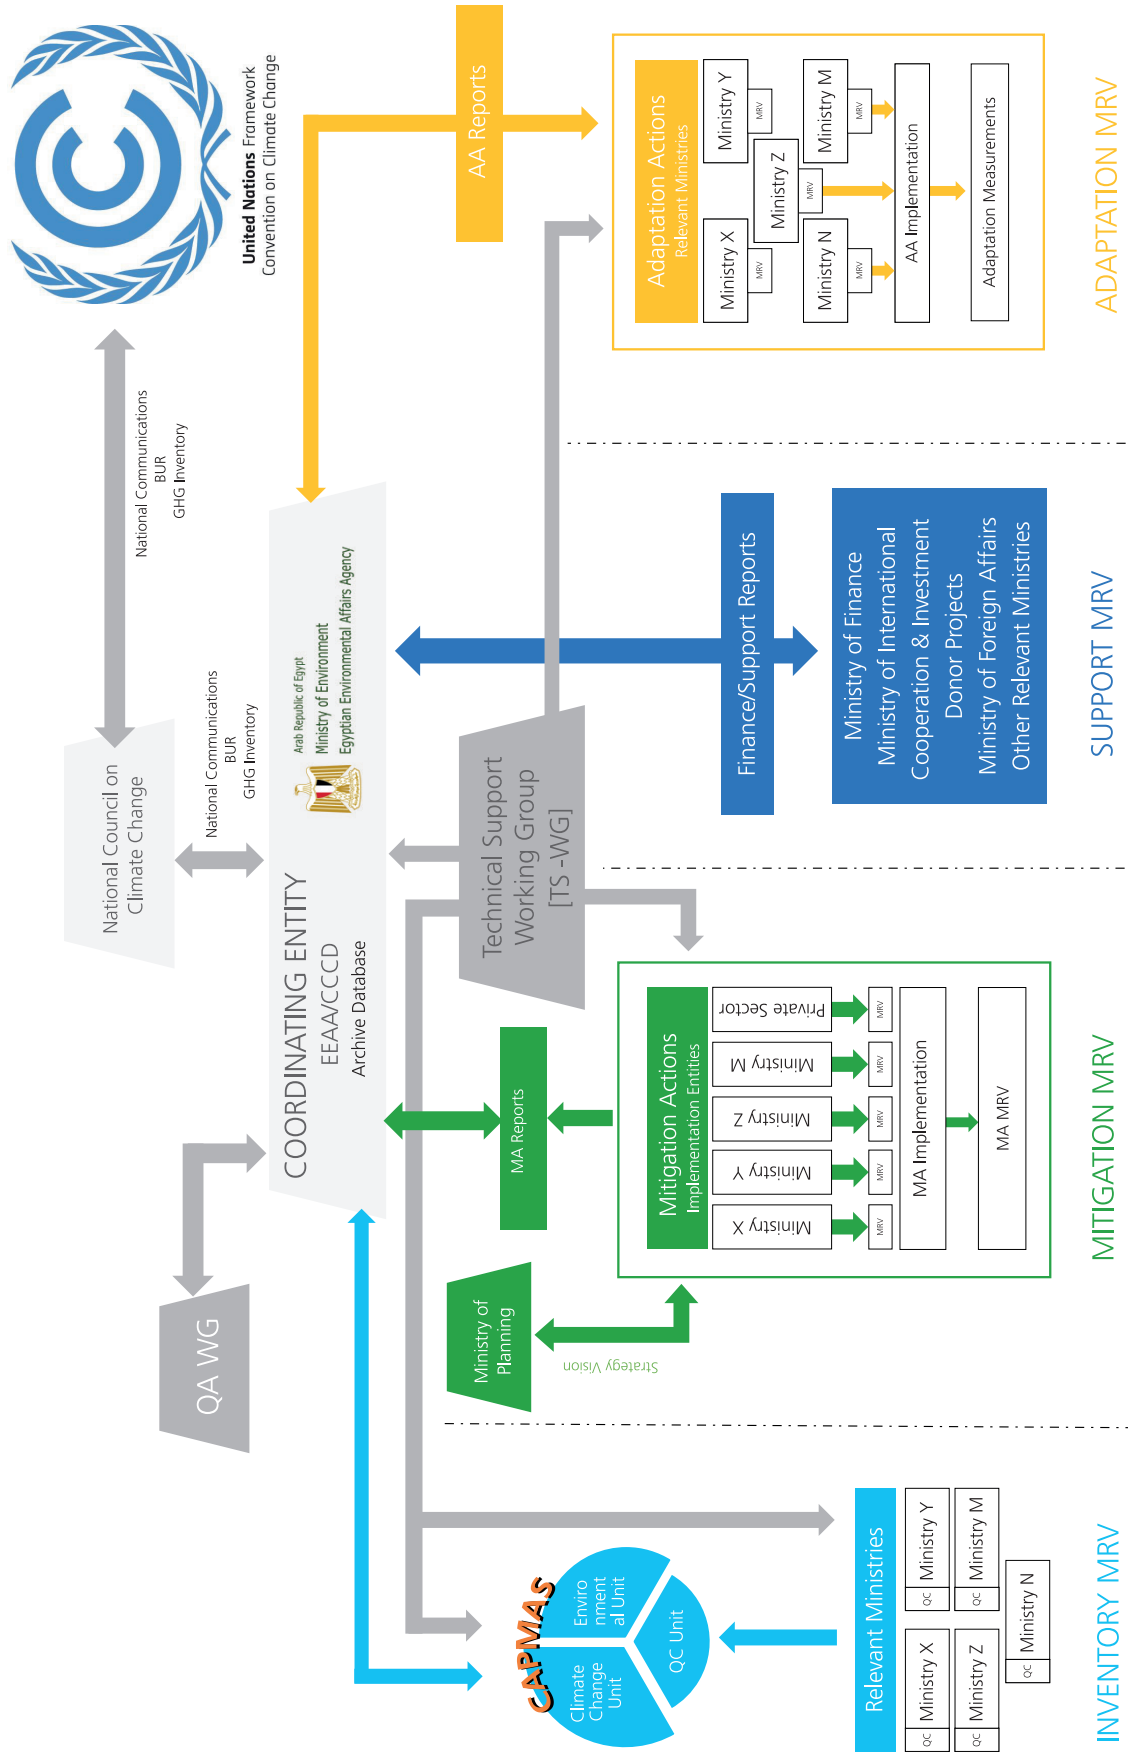 United Nations Framework
Convention on Climate Change
National Communications
BUR
GHG Inventory
National Council on
Climate Change
National Communications
BUR
GHG Inventory
QA WG
COORDINATING ENTITY
EEAA/CCCD
Archive Database
Arab Republic of Egypt
Ministry of Environment
Egyptian Environmental Affairs Agency
Technical Support
Working Group
[TS -WG]
CAPMAS
Climate
Change
Unit
Enviro
nment
al Unit
QC Unit
Relevant Ministries
QC
Ministry X
QC
Ministry Y
QC
Ministry Z
QC
Ministry M
QC
Ministry N
INVENTORY MRV
Ministry of
Planning
Strategy Vision
MA Reports
Mitigation Actions
Implementation Entities
Ministry X
Ministry Y
Ministry Z
Ministry M
Private Sector
MRV
MRV
MRV
MRV
MRV
MA Implementation
MA MRV
MITIGATION MRV
Finance/Support Reports
Ministry of Finance
Ministry of International
Cooperation & Investment
Donor Projects
Ministry of Foreign Affairs
Other Relevant Ministries
SUPPORT MRV
AA Reports
Adaptation Actions
Relevant Ministries
Ministry X
MRV
Ministry Y
MRV
Ministry Z
MRV
Ministry N
MRV
Ministry M
MRV
AA Implementation
Adaptation Measurements
ADAPTATION MRV